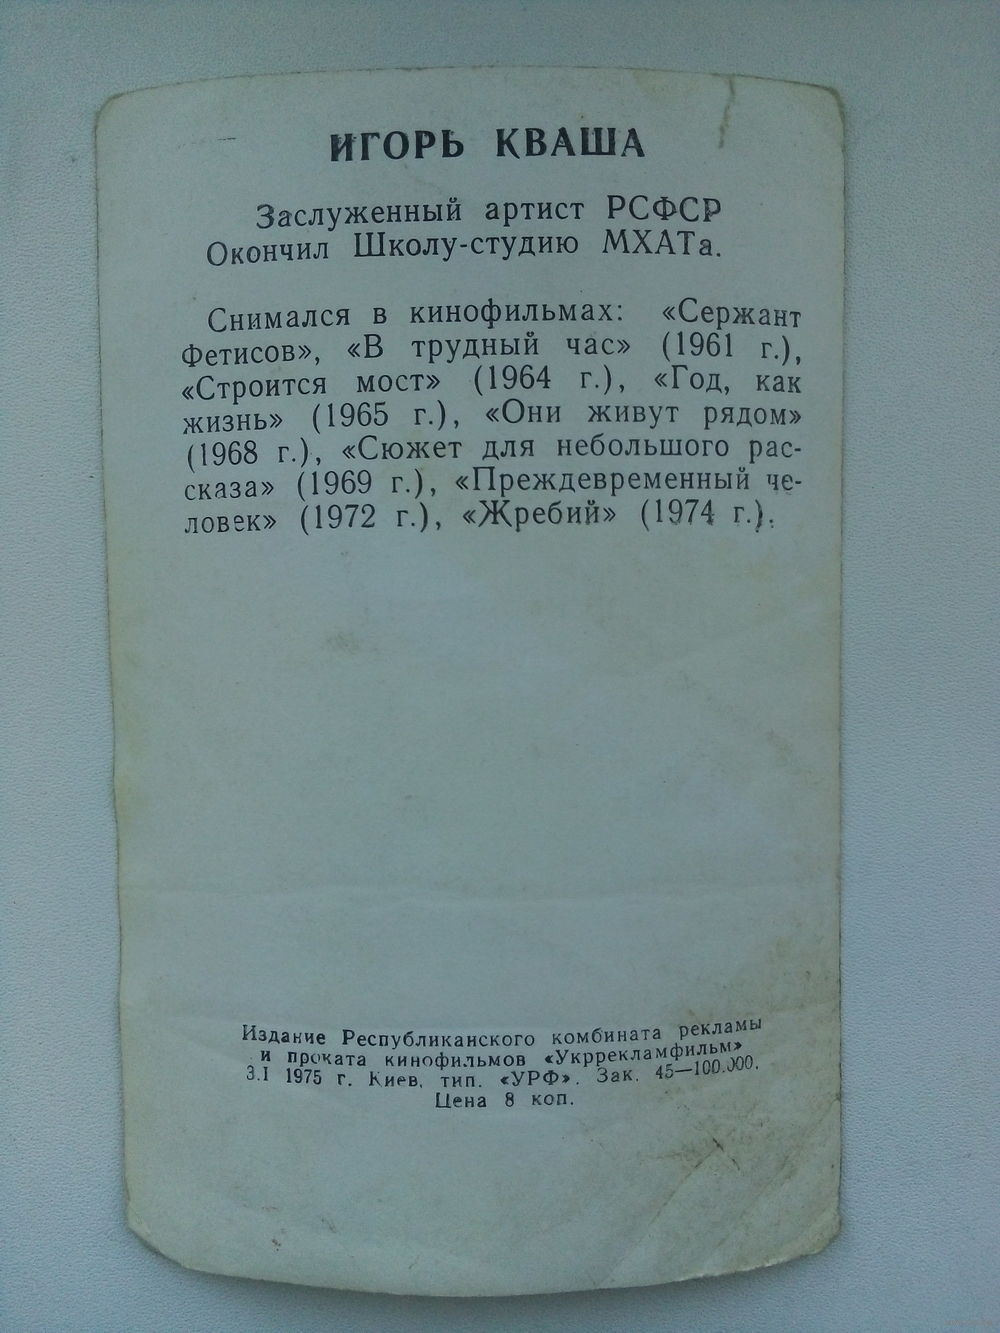 ИГОРЬ КВАША
Заслуженный артист РСФСР
Окончил Школу-студию МХАТа.
Снимался в кинофильмах: «Сержант
Фетисов», «В трудный час» (1961 г.),
«Строится мост» (1964 г.), «Год, как
жизнь» (1965 г.), «Они живут рядом»
(1968 г.), «Сюжет для небольшого рас-
сказа» (1969 г.), «Преждевременный че-
ловек» (1972 г.), «Жребий» (1974 г.).
Издание Республиканского комбината рекламы
и проката кинофильмов «Укррекламфильм»
3.I 1975 г. Киев, тип. «УРФ». Зак. 45—100.000.
Цена 8 коп.